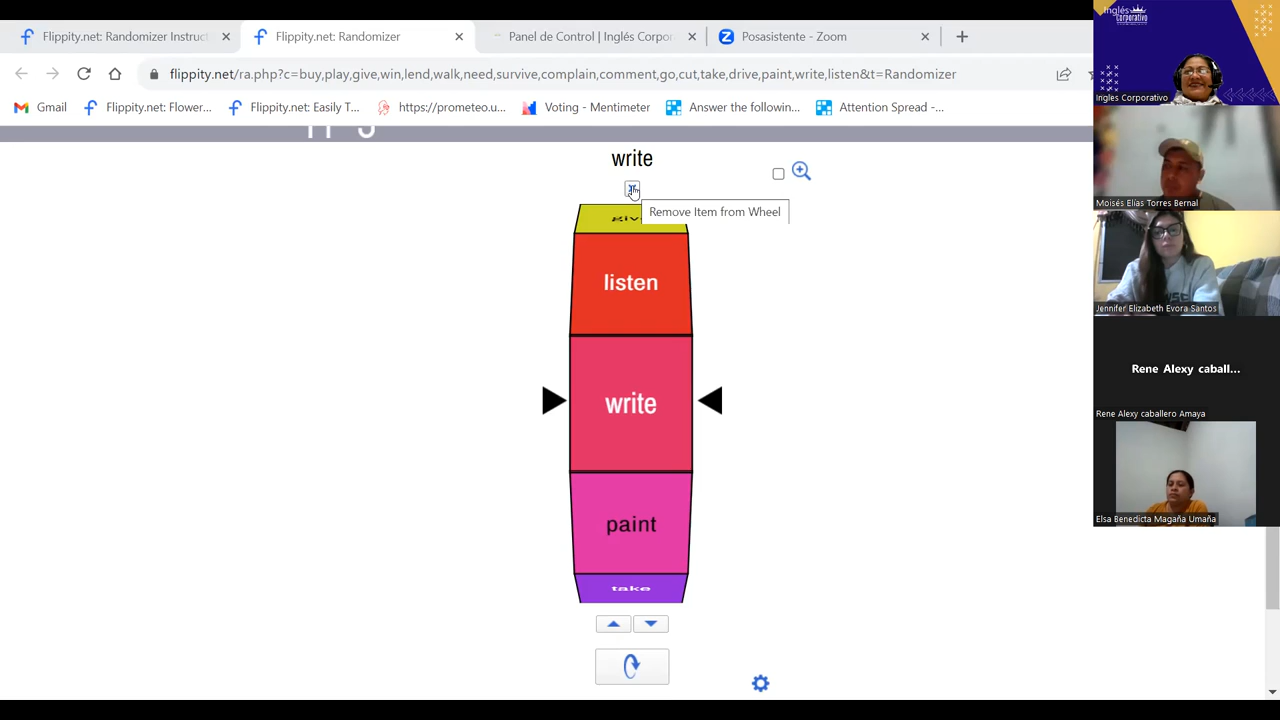 Flippity.net: Randomizer Instruct
Flippity.net: Randomizer
Panel de Control | Inglés Corpor
Posasistente - Zoom
flippity.net/ra.php?c=buy,play,give,win,lend,walk,need,survive,complain,comment,go,cut,take,drive,paint,write,listen&t=Randomizer
Gmail
Flippity.net: Flower...
Flippity.net: Easily T...
https://prometeo.u...
Voting - Mentimeter
Answer the followin...
Attention Spread -...
write
Remove Item from Wheel
listen
write
paint
take
Inglés
Corporativo
Ingles Corporativo
Moisés Elías Torres Bernal
Jennifer Elizabeth Evora Santos
Rene Alexy caball...
Rene Alexy caballero Amaya
Elsa Benedicta Magaña Umaña